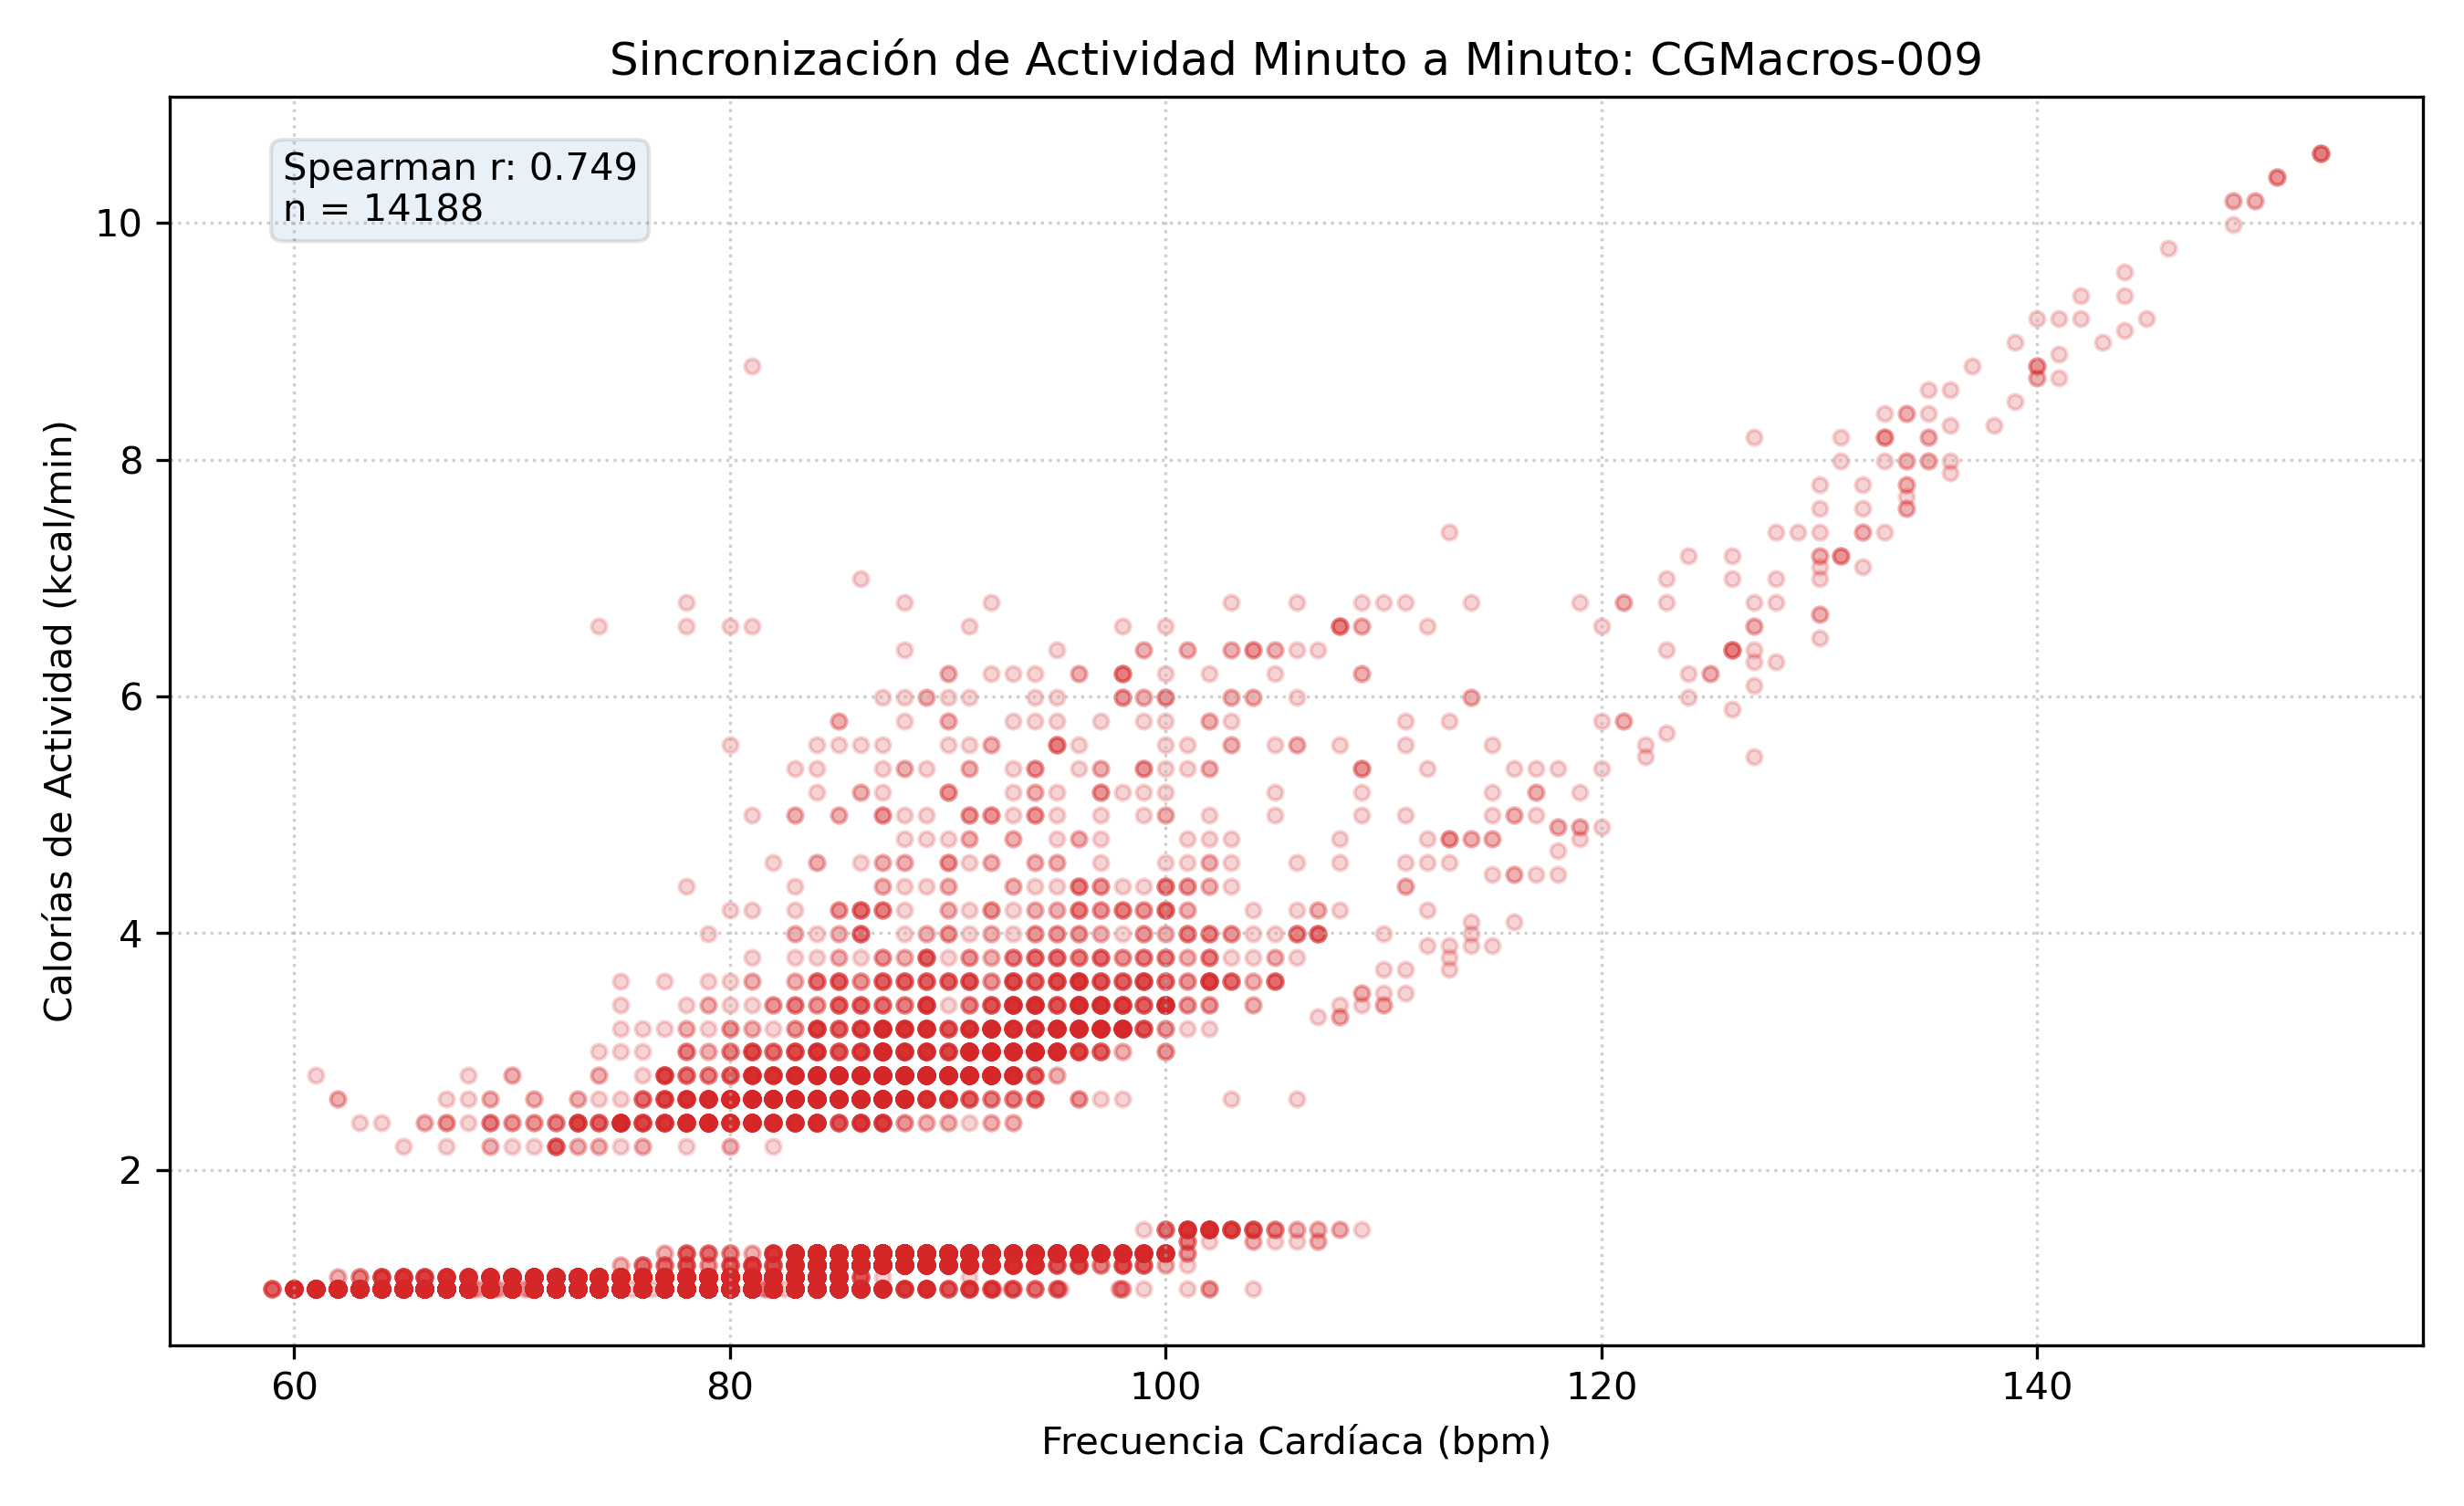 Sincronización de Actividad Minuto a Minuto: CGMacros-009
Spearman r: 0.749
n = 14188
Calorías de Actividad (kcal/min)
10
8
6
4
2
60 80 100 120 140
Frecuencia Cardíaca (bpm)